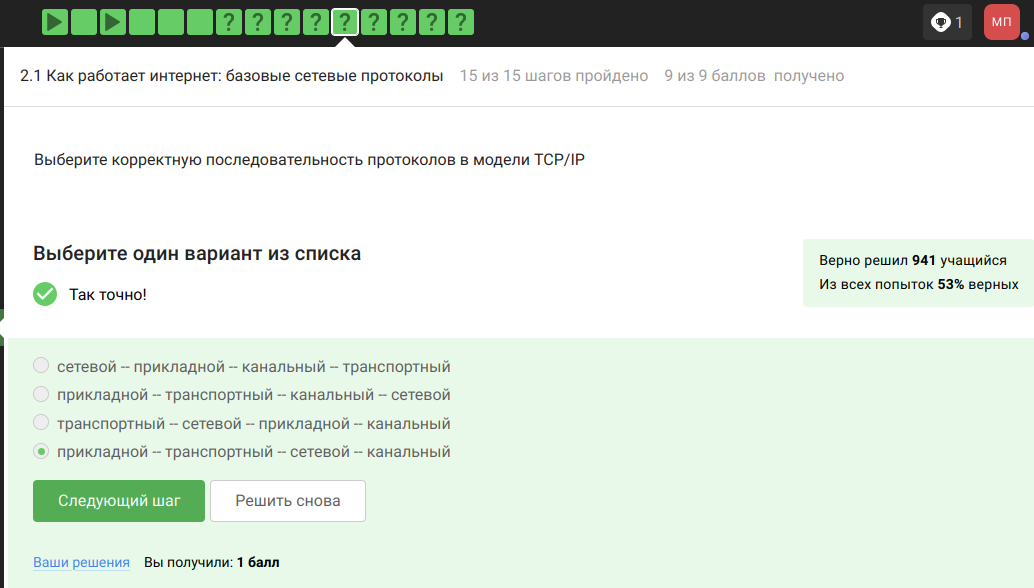 ? ? ? ? ? ? ? ? ?
1
МП
2.1 Как работает интернет: базовые сетевые протоколы 15 из 15 шагов пройдено 9 из 9 баллов получено
Выберите корректную последовательность протоколов в модели TCP/IP
Выберите один вариант из списка
Верно решил 941 учащийся
Из всех попыток 53% верных
Так точно!
сетевой -- прикладной -- канальный -- транспортный
прикладной -- транспортный -- канальный -- сетевой
транспортный -- сетевой -- прикладной -- канальный
прикладной -- транспортный -- сетевой -- канальный
Следующий шаг Решить снова
Ваши решения Вы получили: 1 балл